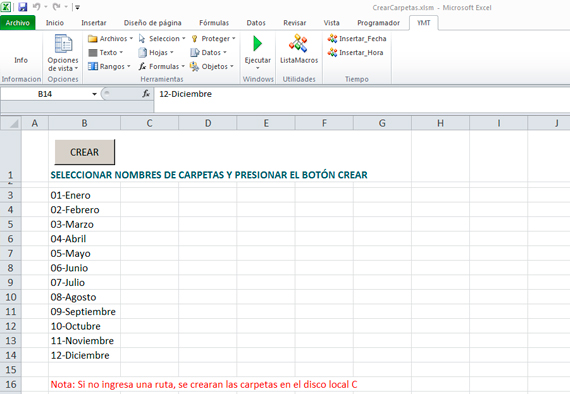 CrearCarpetas.xlsm - Microsoft Excel
Archivo Inicio Insertar Diseño de página Fórmulas Datos Revisar Vista Programador YMT
Info
Opciones de vista
Archivos Seleccion Proteger
Texto Hojas Datos
Rangos Formulas Objetos
Ejecutar
ListaMacros
Insertar_Fecha
Insertar_Hora
Informacion Opciones Herramientas Windows Utilidades Tiempo
B14 fx 12-Diciembre
A B C D E F G H I J
CREAR
1 SELECCIONAR NOMBRES DE CARPETAS Y PRESIONAR EL BOTÓN CREAR
2
3 01-Enero
4 02-Febrero
5 03-Marzo
6 04-Abril
7 05-Mayo
8 06-Junio
9 07-Julio
10 08-Agosto
11 09-Septiembre
12 10-Octubre
13 11-Noviembre
14 12-Diciembre
15
16 Nota: Si no ingresa una ruta, se crearan las carpetas en el disco local C